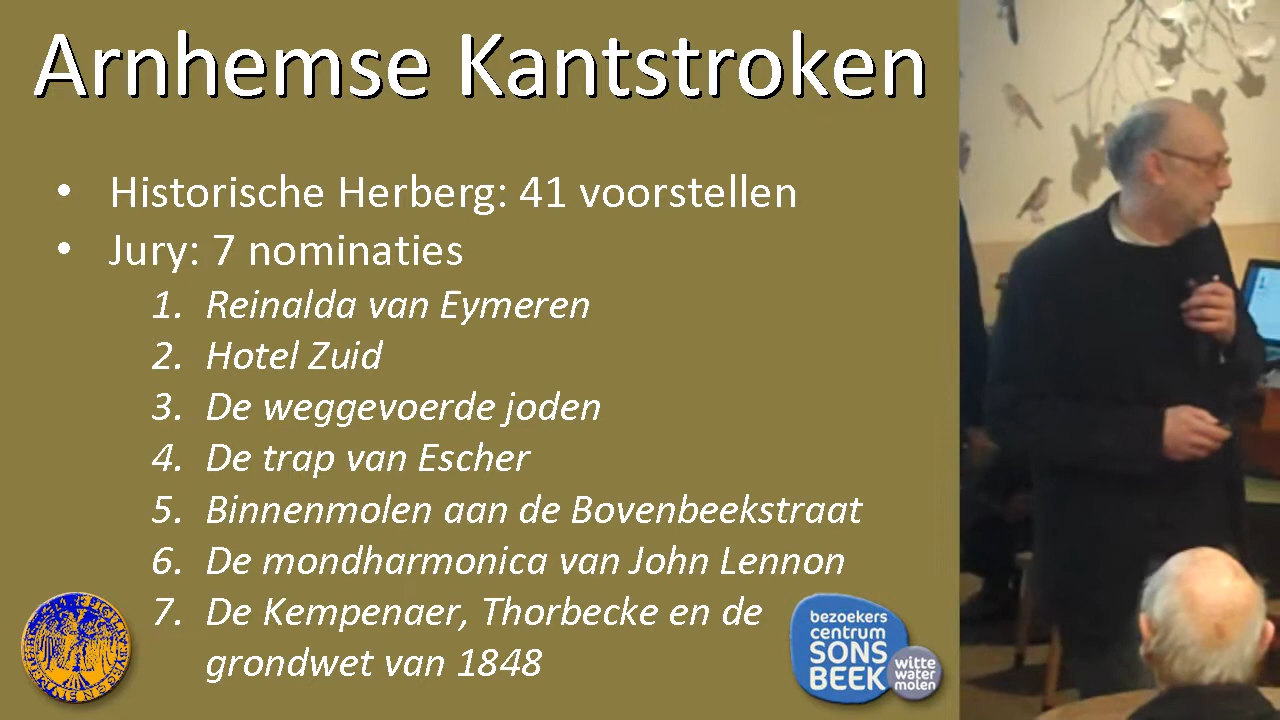 Arnhemse Kantstroken
• Historische Herberg: 41 voorstellen
• Jury: 7 nominaties
1. Reinalda van Eymeren
2. Hotel Zuid
3. De weggevoerde joden
4. De trap van Escher
5. Binnenmolen aan de Bovenbeekstraat
6. De mondharmonica van John Lennon
7. De Kempenaer, Thorbecke en de
grondwet van 1848
bezoekers
centrum
SONS
BEEK
witte
water
molen